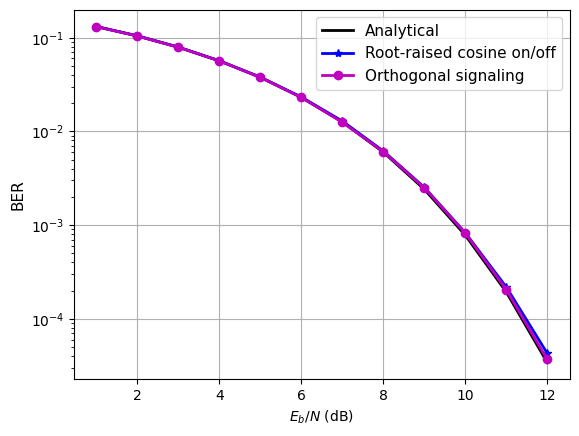 Analytical
Root-raised cosine on/off
Orthogonal signaling
BER
10⁻¹
10⁻²
10⁻³
10⁻⁴
2 4 6 8 10 12
E_b/N (dB)